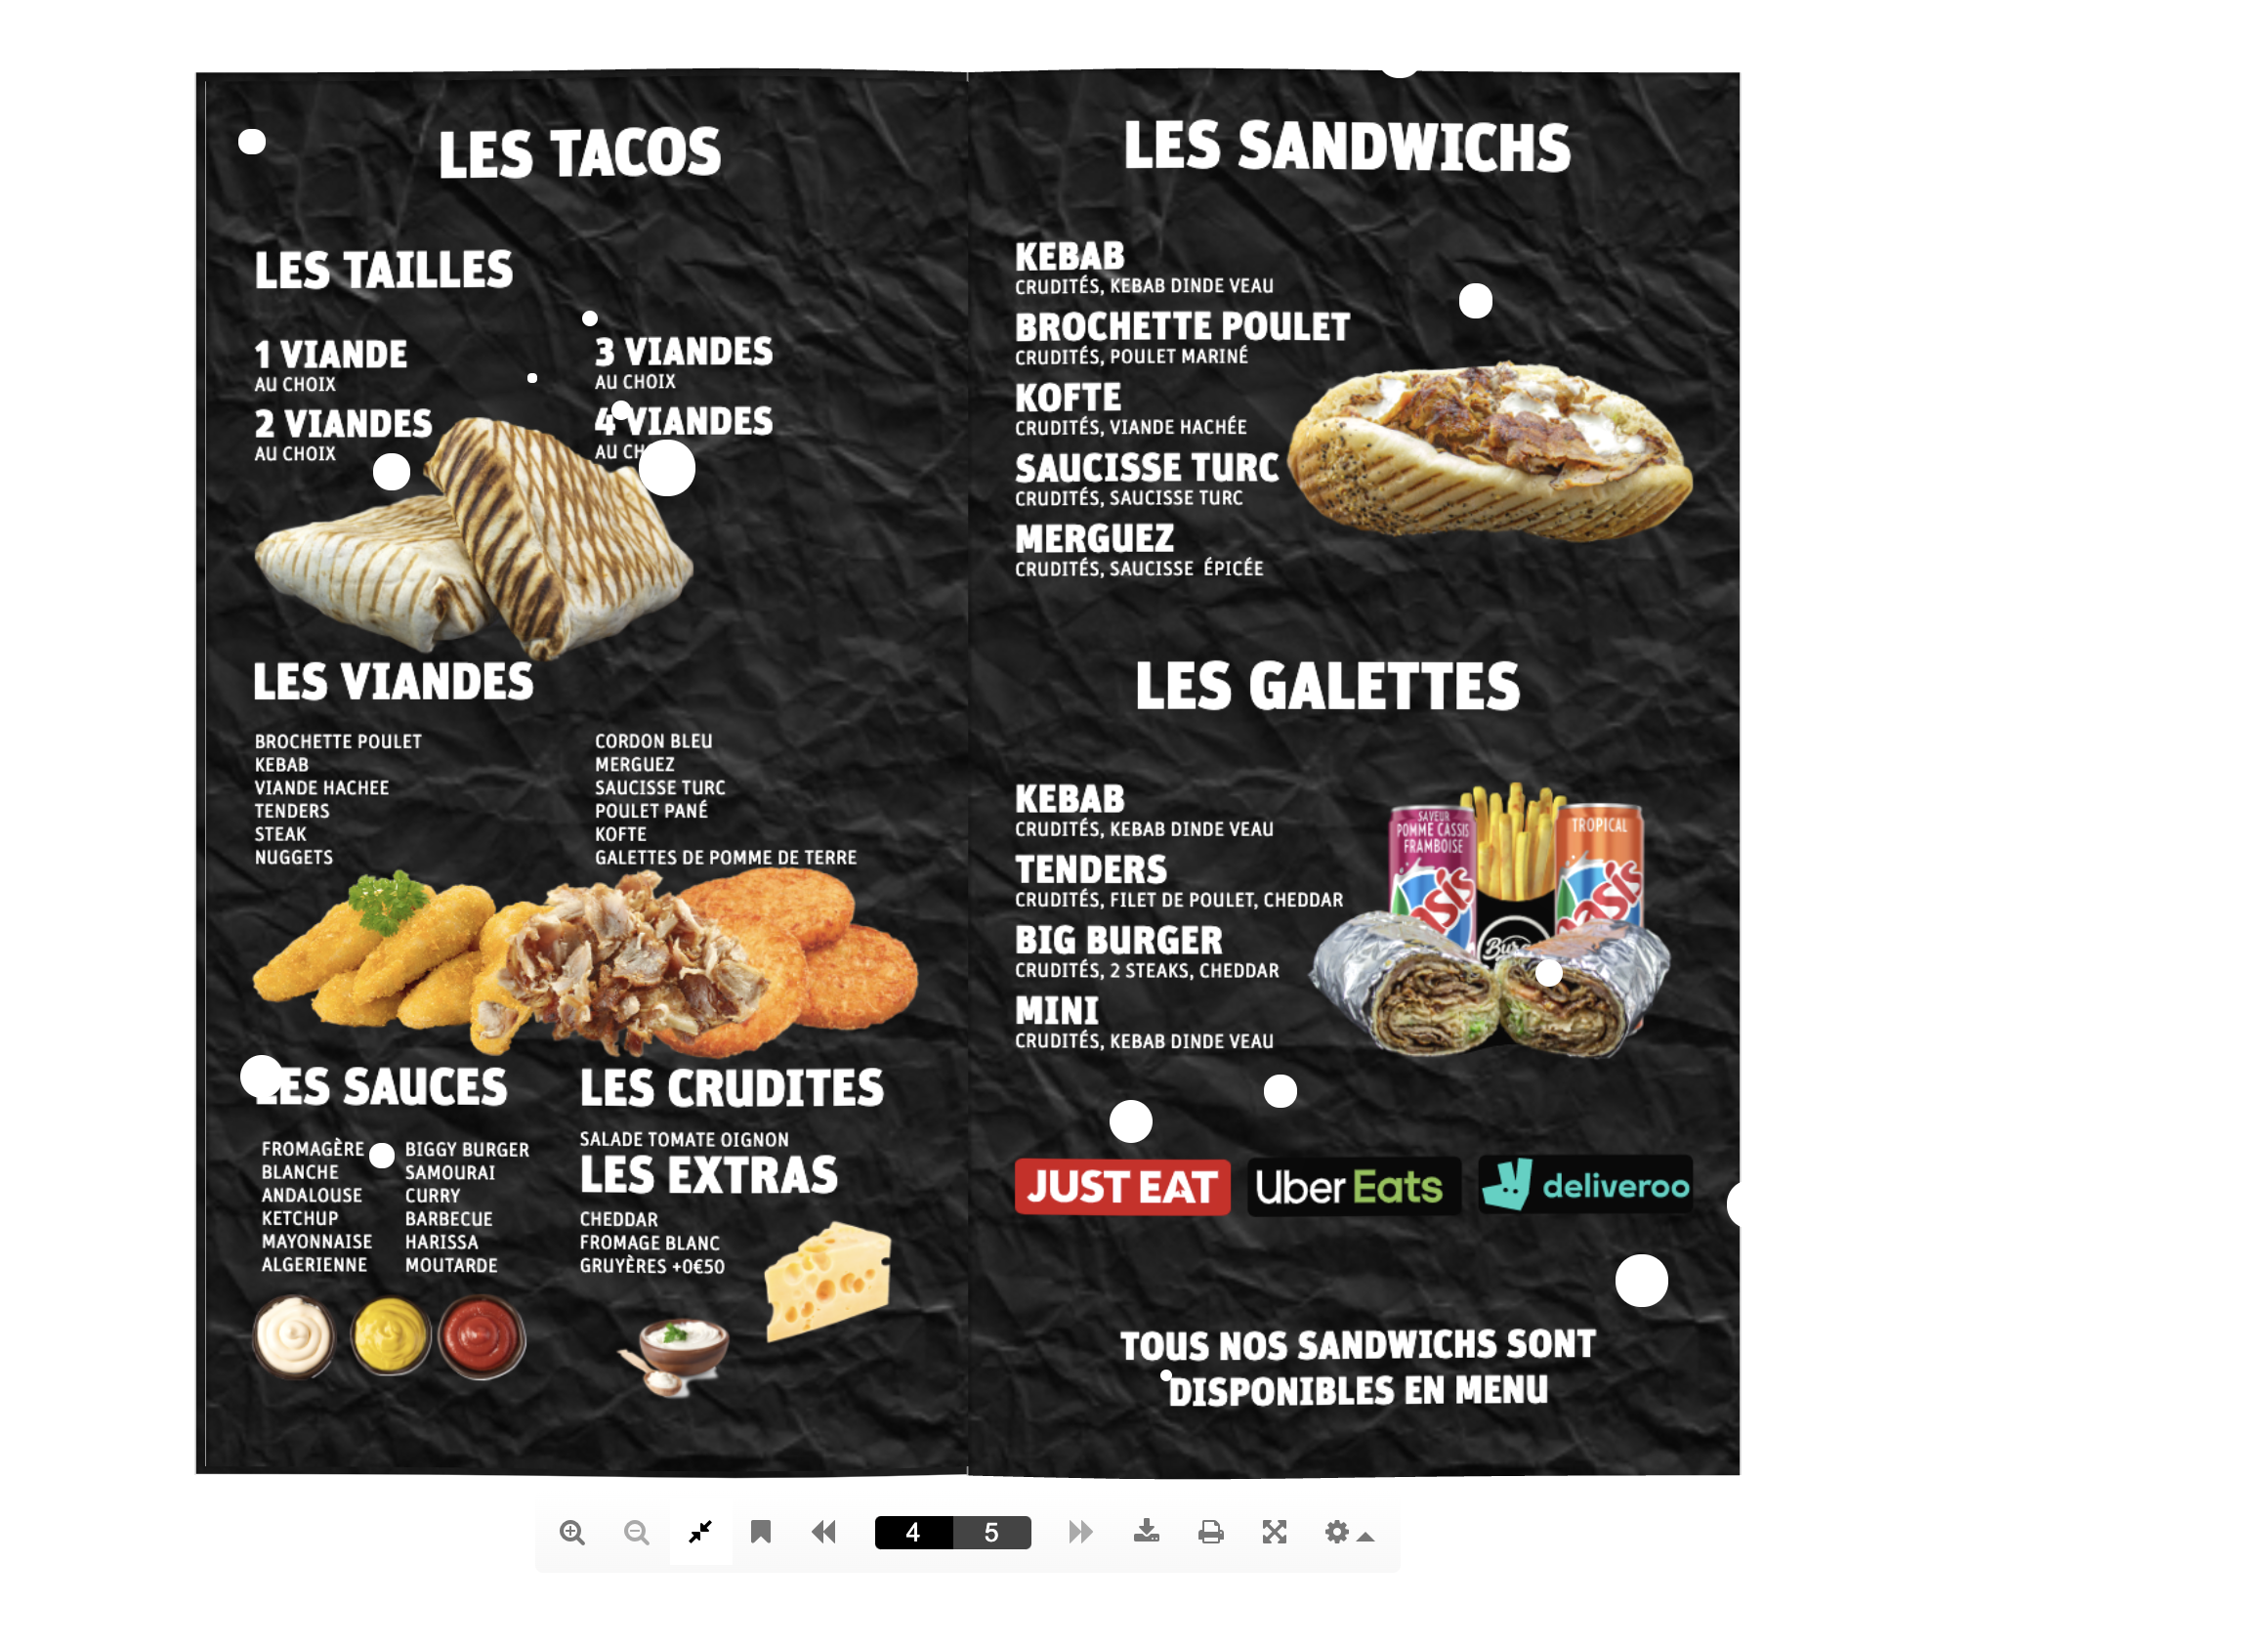 LES TACOS
LES TAILLES
1 VIANDE
AU CHOIX
2 VIANDES
AU CHOIX
3 VIANDES
AU CHOIX
4 VIANDES
AU
LES VIANDES
BROCHETTE POULET
KEBAB
VIANDE HACHEE
TENDERS
STEAK
NUGGETS
CORDON BLEU
MERGUEZ
SAUCISSE TURC
POULET PANÉ
KOFTE
GALETTES DE POMME DE TERRE
LES SAUCES
FROMAGÈRE
BLANCHE
ANDALOUSE
KETCHUP
MAYONNAISE
ALGERIENNE
BIGGY BURGER
SAMOURAI
CURRY
BARBECUE
HARISSA
MOUTARDE
LES CRUDITES
SALADE TOMATE OIGNON
LES EXTRAS
CHEDDAR
FROMAGE BLANC
GRUYÈRES +0€50
LES SANDWICHS
KEBAB
CRUDITÉS, KEBAB DINDE VEAU
BROCHETTE POULET
CRUDITÉS, POULET MARINÉ
KOFTE
CRUDITÉS, VIANDE HACHÉE
SAUCISSE TURC
CRUDITÉS, SAUCISSE TURC
MERGUEZ
CRUDITÉS, SAUCISSE ÉPICÉE
LES GALETTES
KEBAB
CRUDITÉS, KEBAB DINDE VEAU
TENDERS
CRUDITÉS, FILET DE POULET, CHEDDAR
BIG BURGER
CRUDITÉS, 2 STEAKS, CHEDDAR
MINI
CRUDITÉS, KEBAB DINDE VEAU
SAVEUR
POMME CASSIS
FRAMBOISE
TROPICAL
JUST EAT
Uber Eats
deliveroo
TOUS NOS SANDWICHS SONT
DISPONIBLES EN MENU
4 5